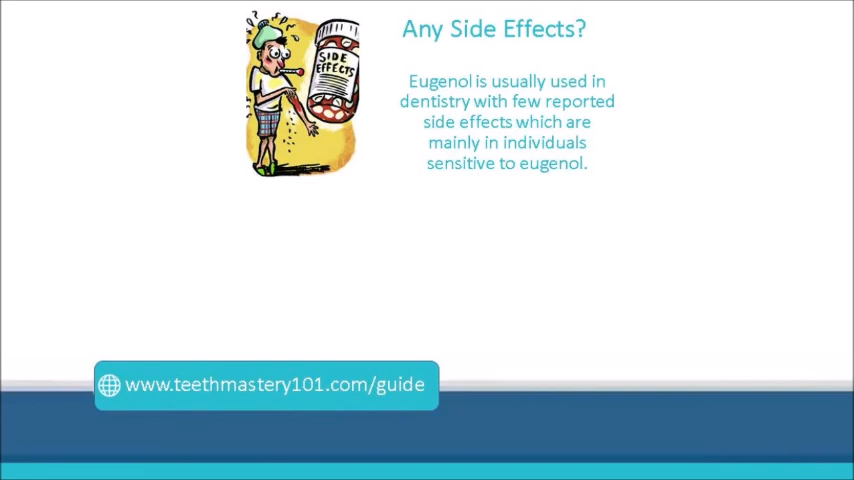 Any Side Effects?
SIDE
EFFECTS
Eugenol is usually used in
dentistry with few reported
side effects which are
mainly in individuals
sensitive to eugenol.
www.teethmastery101.com/guide